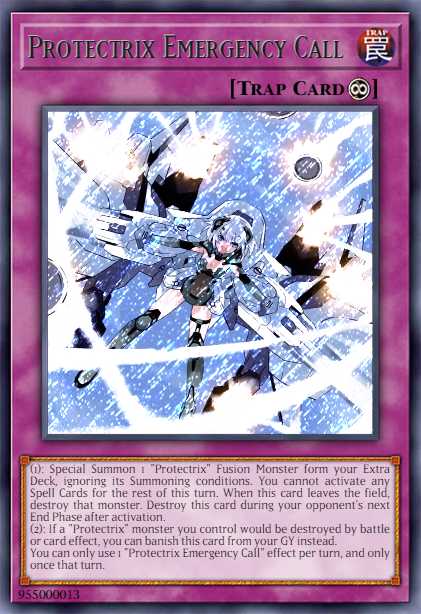 PROTECTRIX EMERGENCY CALL
TRAP
罠
[TRAP CARD]
(1): Special Summon 1 "Protectrix" Fusion Monster form your Extra
Deck, ignoring its Summoning conditions. You cannot activate any
Spell Cards for the rest of this turn. When this card leaves the field,
destroy that monster. Destroy this card during your opponent's next
End Phase after activation.
(2): If a "Protectrix" monster you control would be destroyed by battle
or card effect, you can banish this card from your GY instead.
You can only use 1 "Protectrix Emergency Call" effect per turn, and only
once that turn.
955000013